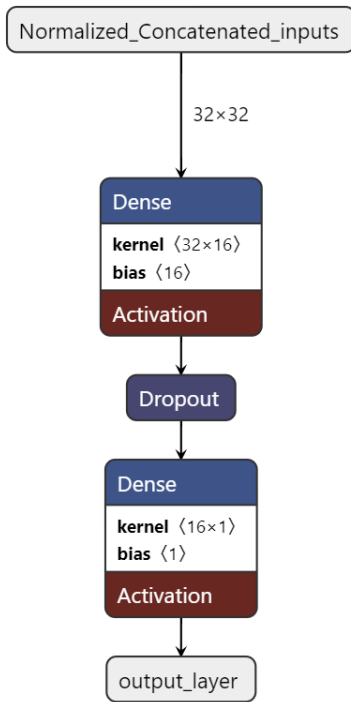 Normalized_Concatenated_inputs
32×32
Dense
kernel 〈32×16〉
bias 〈16〉
Activation
Dropout
Dense
kernel 〈16×1〉
bias 〈1〉
Activation
output_layer